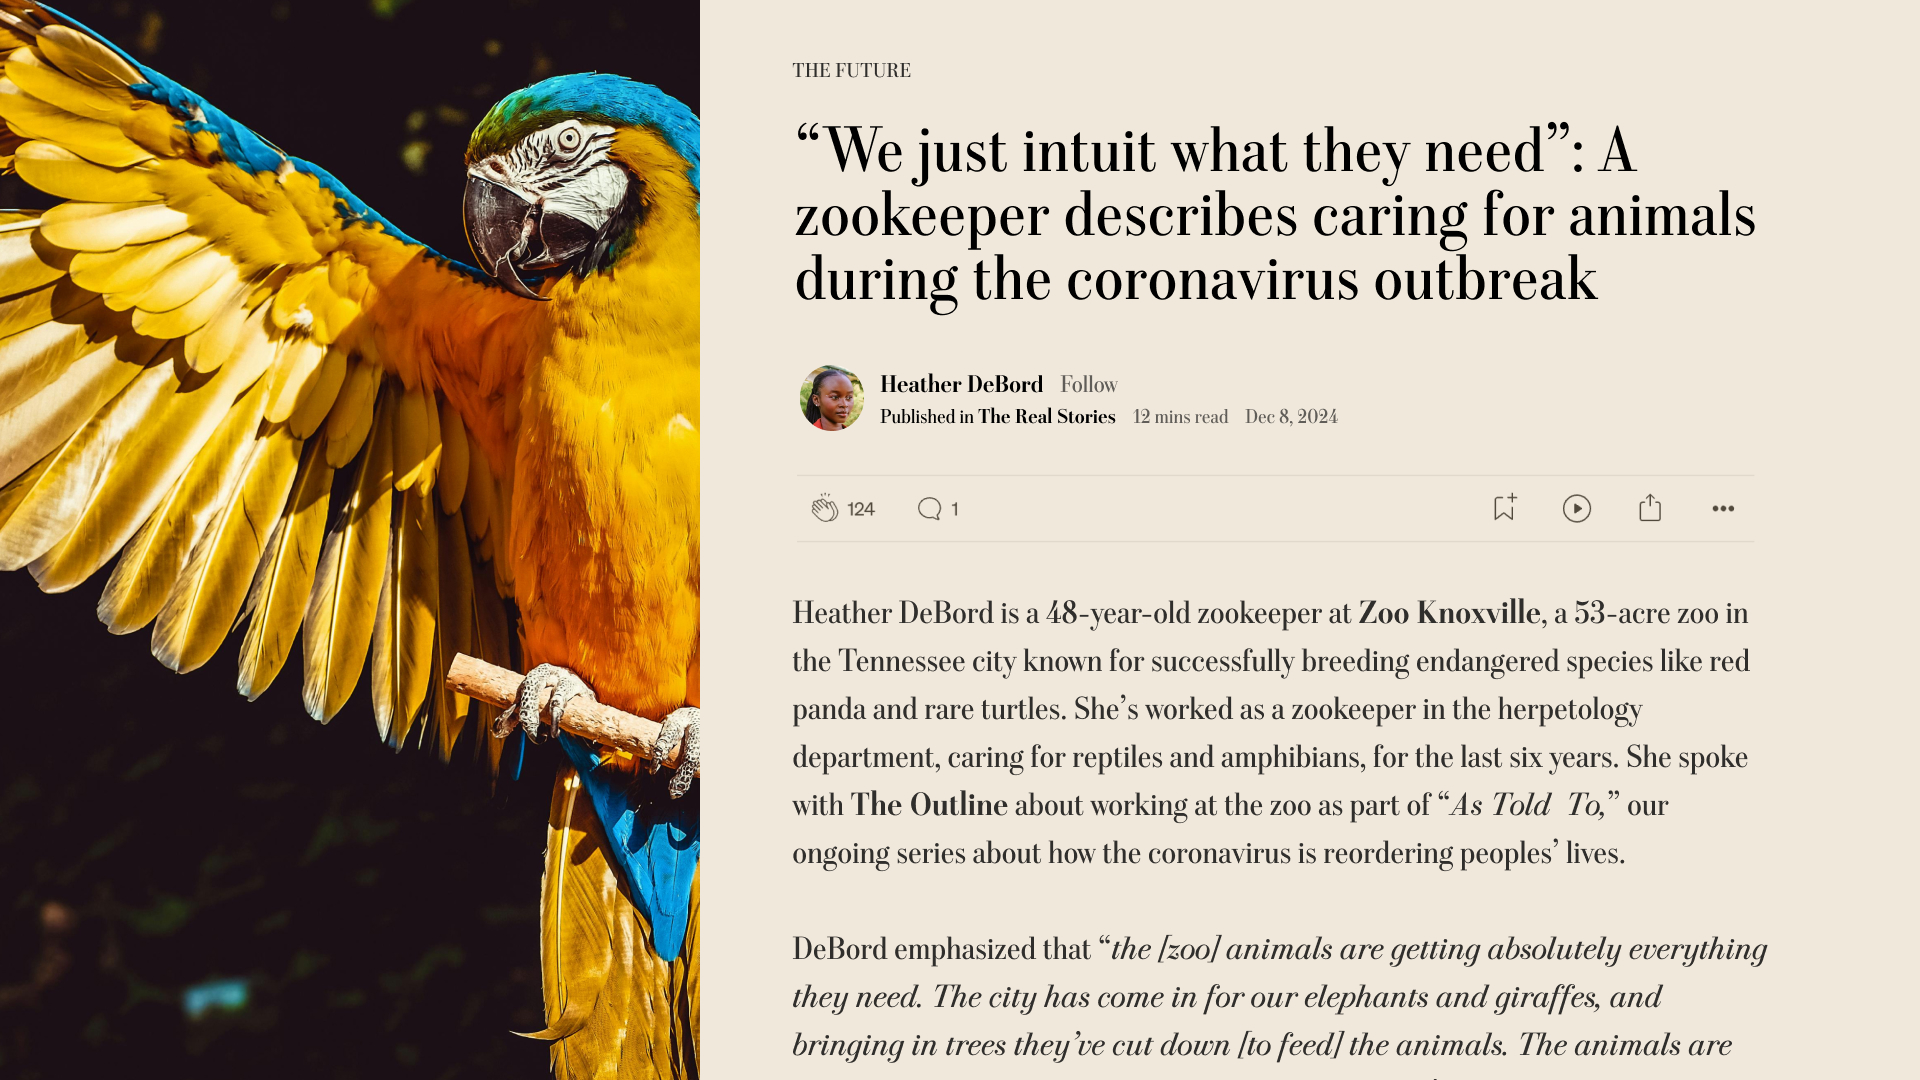 THE FUTURE
“We just intuit what they need”: A
zookeeper describes caring for animals
during the coronavirus outbreak
Heather DeBord Follow
Published in The Real Stories 12 mins read Dec 8, 2024
124 1
Heather DeBord is a 48-year-old zookeeper at Zoo Knoxville, a 53-acre zoo in
the Tennessee city known for successfully breeding endangered species like red
panda and rare turtles. She’s worked as a zookeeper in the herpetology
department, caring for reptiles and amphibians, for the last six years. She spoke
with The Outline about working at the zoo as part of “As Told To,” our
ongoing series about how the coronavirus is reordering peoples’ lives.
DeBord emphasized that “the [zoo] animals are getting absolutely everything
they need. The city has come in for our elephants and giraffes, and
bringing in trees they’ve cut down [to feed] the animals. The animals are